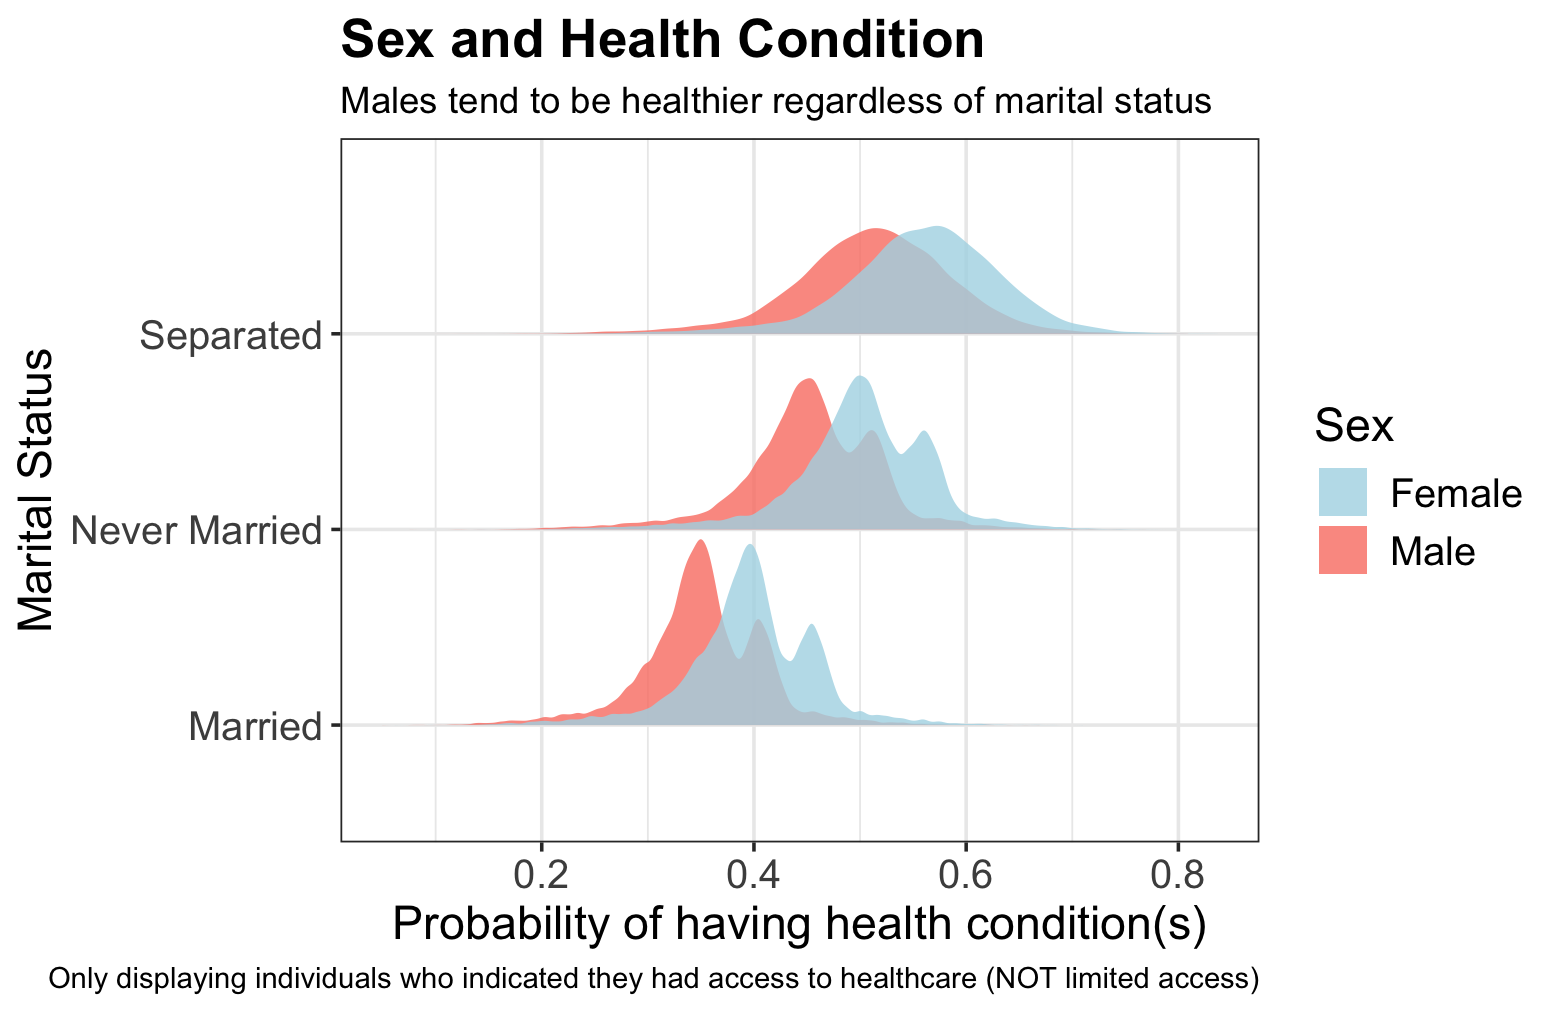 Sex and Health Condition
Males tend to be healthier regardless of marital status
Marital Status
Separated
Never Married
Married
0.2
0.4
0.6
0.8
Probability of having health condition(s)
Sex
Female
Male
Only displaying individuals who indicated they had access to healthcare (NOT limited access)